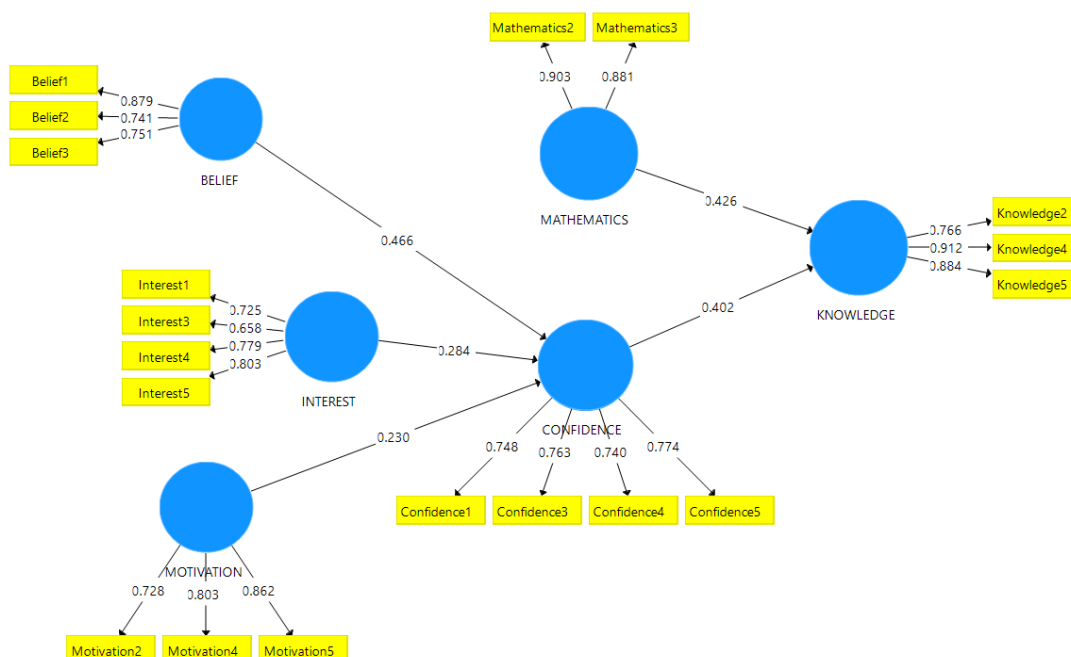 Mathematics2
Mathematics3
0.903
0.881
MATHEMATICS
Belief1
Belief2
Belief3
0.879
0.741
0.751
BELIEF
0.466
0.426
Knowledge2
Knowledge4
Knowledge5
0.766
0.912
0.884
KNOWLEDGE
Interest1
Interest3
Interest4
Interest5
0.725
0.658
0.779
0.803
INTEREST
0.284
0.402
CONFIDENCE
0.748
0.763
0.740
0.774
Confidence1
Confidence3
Confidence4
Confidence5
0.230
MOTIVATION
0.728
0.803
0.862
Motivation2
Motivation4
Motivation5